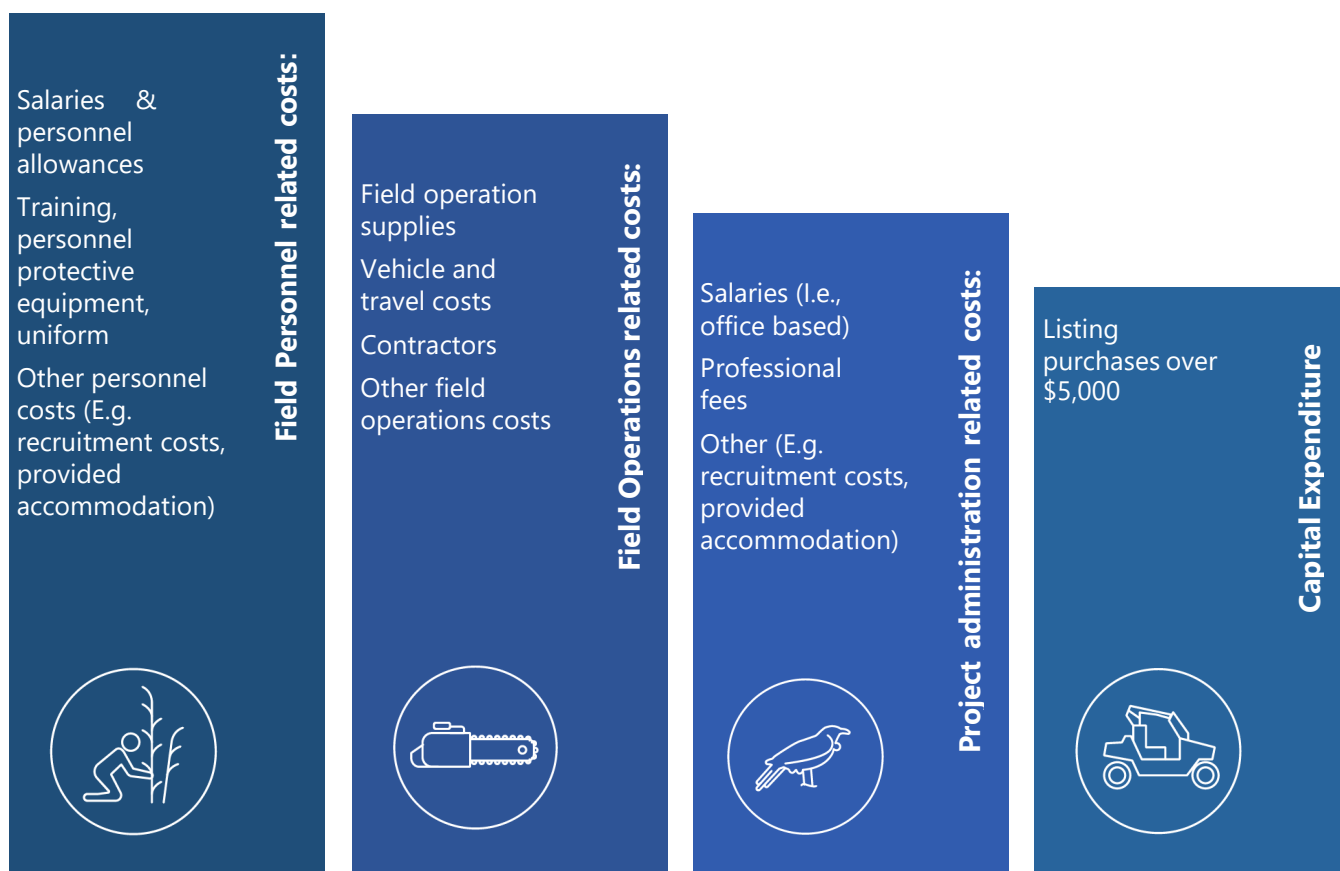 Field Personnel related costs:
Salaries &
personnel
allowances
Training,
personnel
protective
equipment,
uniform
Other personnel
costs (E.g.
recruitment costs,
provided
accommodation)
Field Operations related costs:
Field operation
supplies
Vehicle and
travel costs
Contractors
Other field
operations costs
Project administration related costs:
Salaries (I.e.,
office based)
Professional
fees
Other (E.g.
recruitment costs,
provided
accommodation)
Capital Expenditure
Listing
purchases over
$5,000